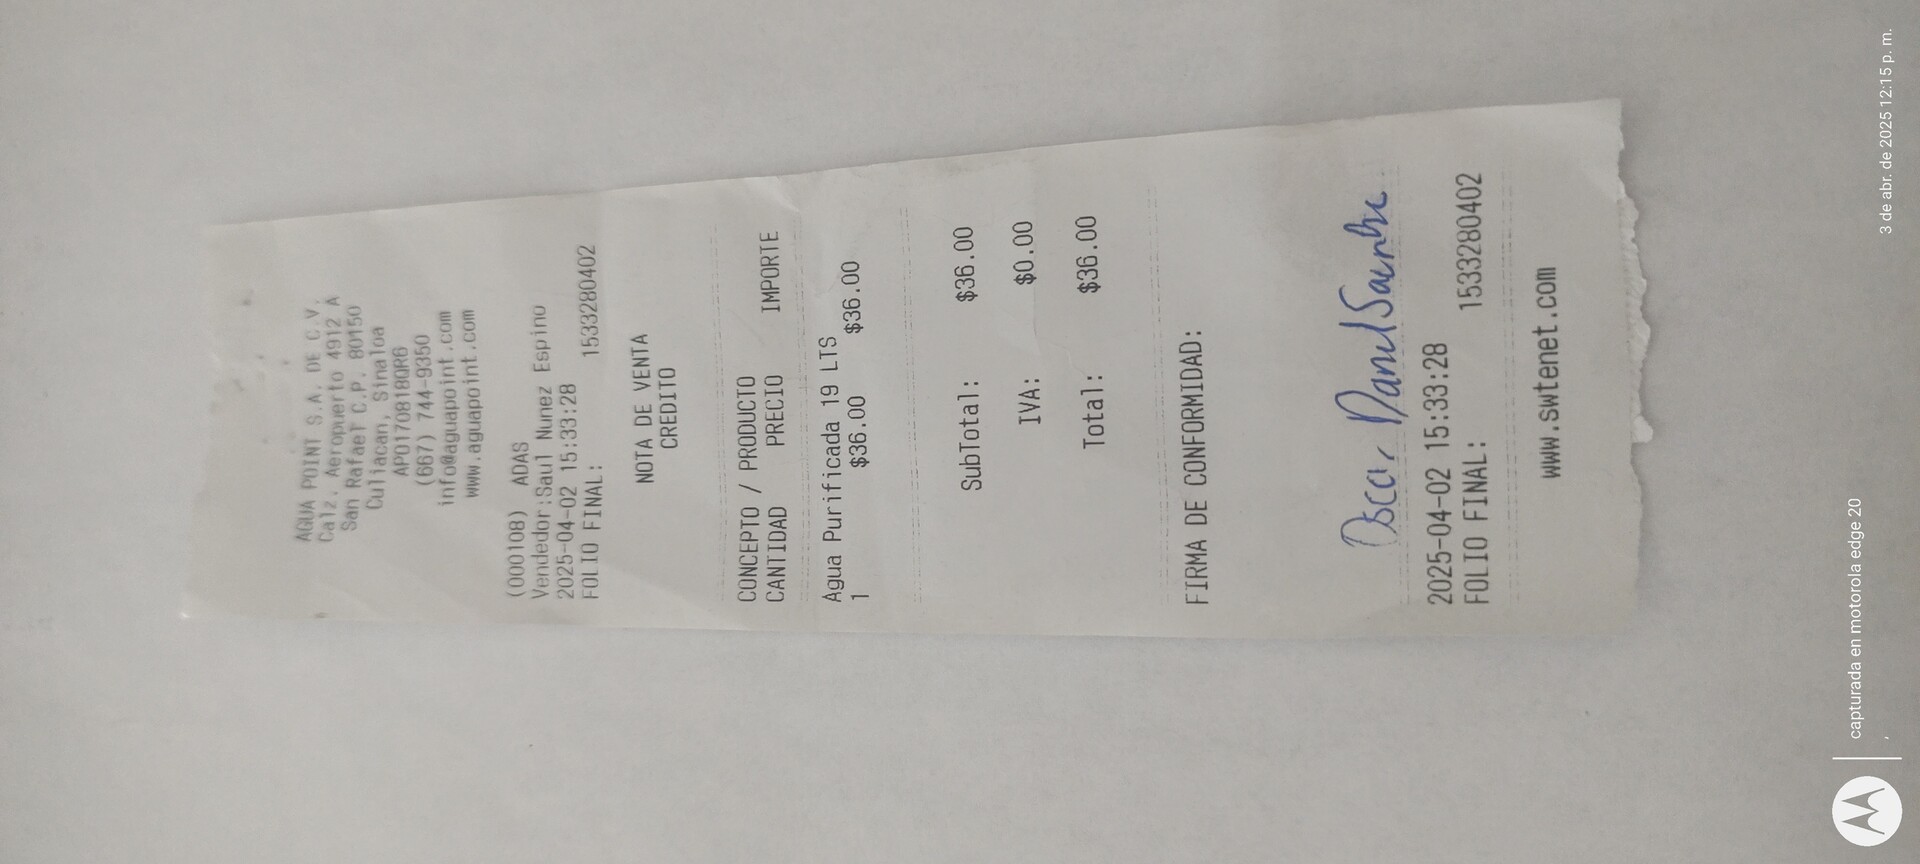 AGUA POINT S.A. DE C.V.
Calz. Aeropuerto 4912 A
San Rafael C.P. 80150
Culiacan, Sinaloa
APO170818QR6
(667) 744-9350
info@aguapoint.com
www.aguapoint.com
(000108) ADAS
Vendedor:Saul Nunez Espino
2025-04-02 15:33:28
FOLIO FINAL: 1533280402
NOTA DE VENTA
CREDITO
CONCEPTO / PRODUCTO
CANTIDAD PRECIO IMPORTE
Agua Purificada 19 LTS
1 $36.00 $36.00
SubTotal: $36.00
IVA: $0.00
Total: $36.00
FIRMA DE CONFORMIDAD:
Oscar Daniel
2025-04-02 15:33:28
FOLIO FINAL: 1533280402
www.swtenet.com
capturada en motorola edge 20
3 de abr. de 2025 12:15 p. m.